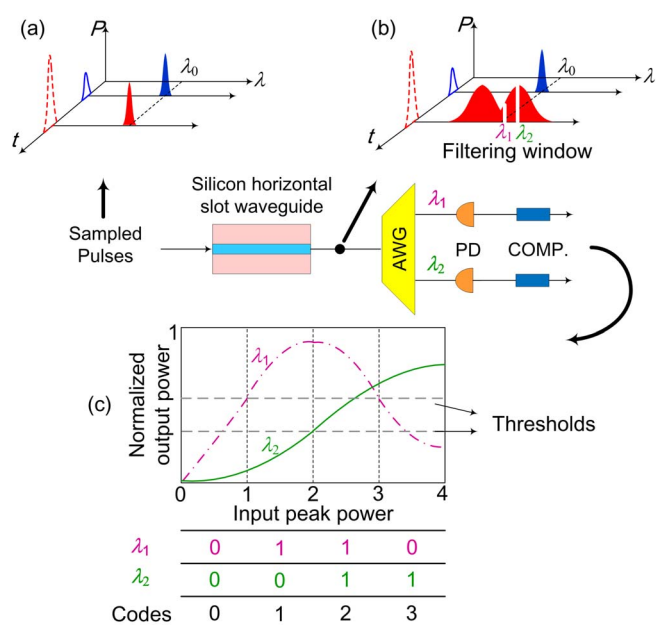 (a)
P
λ0
λ
t
(b)
P
λ0
λ
t
λ1 λ2
Filtering window
Silicon horizontal
slot waveguide
Sampled
Pulses
AWG
λ1
λ2
PD
COMP.
(c)
Normalized
output power
1
λ1
λ2
Thresholds
0 1 2 3 4
Input peak power
λ1 0 1 1 0
λ2 0 0 1 1
Codes 0 1 2 3